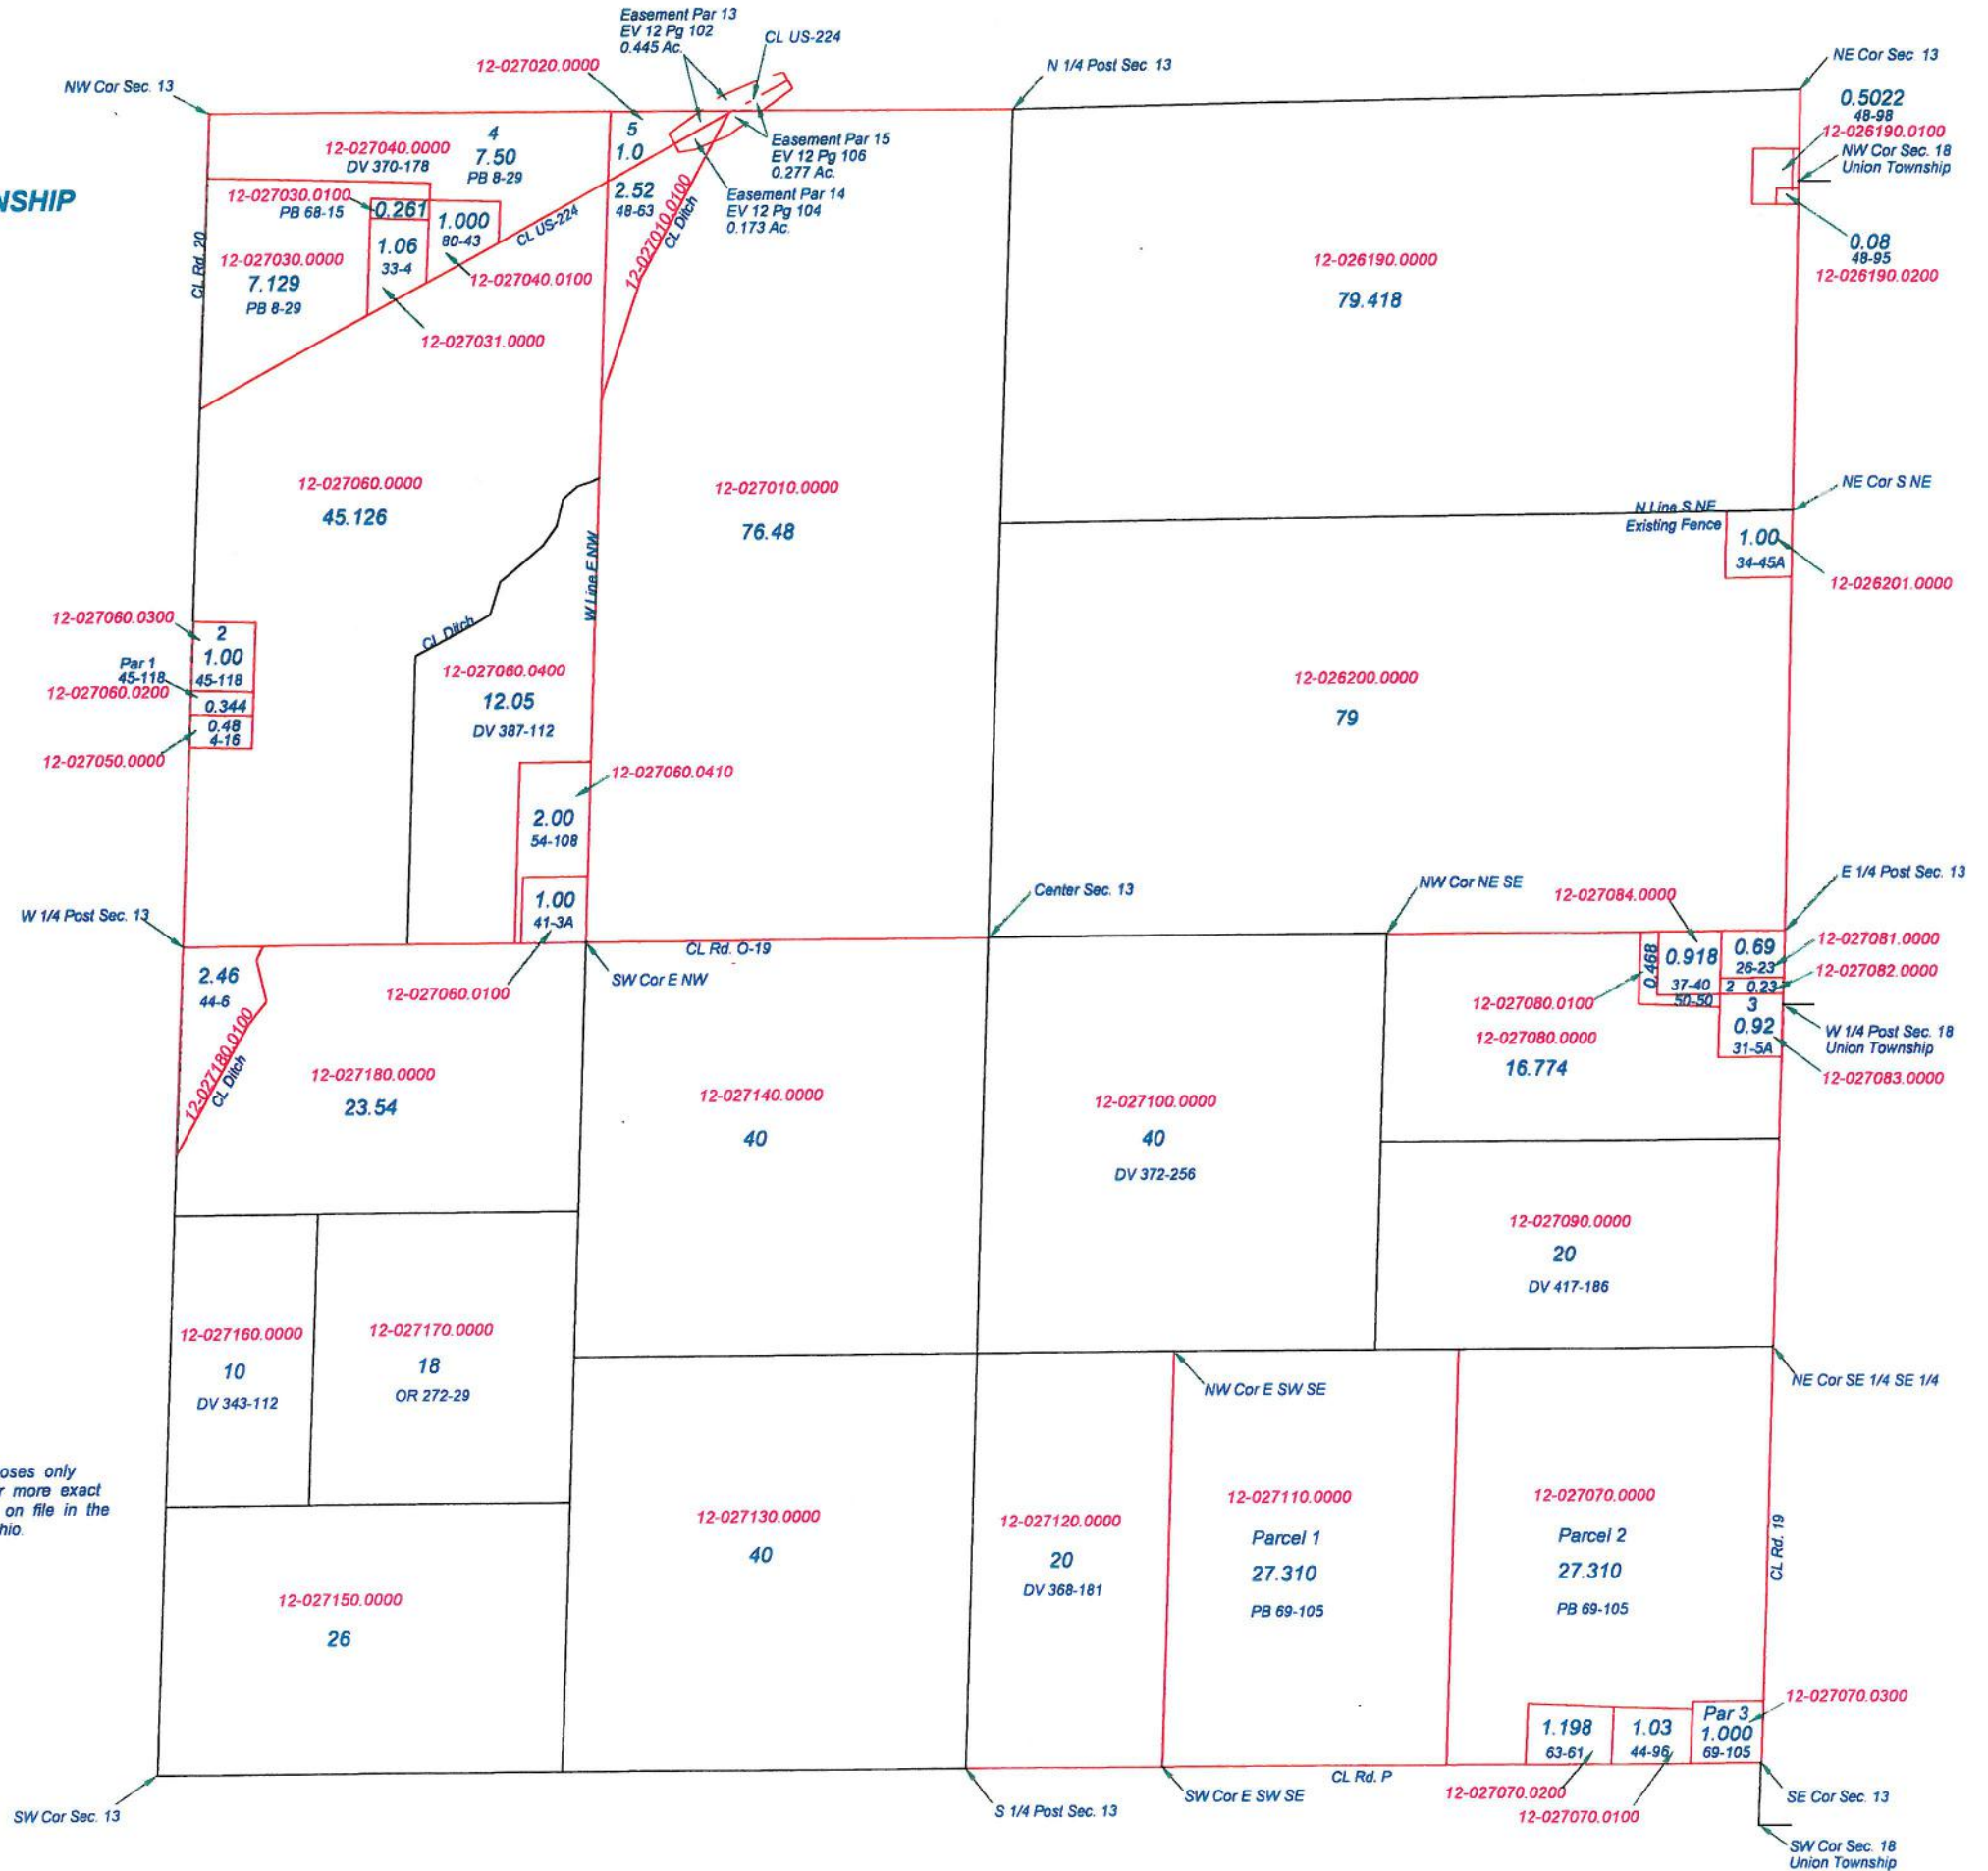 Easement Par 13
EV 12 Pg 102
0.445 Ac.
CL US-224
12-027020.0000
N 1/4 Post Sec 13
NE Cor Sec 13
NW Cor Sec. 13
0.5022
48-98
12-026190.0100
NW Cor Sec. 18
Union Township
0.08
48-95
12-026190.0200
NSHIP
12-027040.0000
DV 370-178
4
7.50
PB 8-29
5
1.0
Easement Par 15
EV 12 Pg 106
0.277 Ac.
Easement Par 14
EV 12 Pg 104
0.173 Ac.
12-027030.0100
PB 68-15
0.261
1.000
80-43
2.52
48-63
12-027010.0100
CL Ditch
CL US-224
CL Rd. 20
12-027030.0000
7.129
PB 8-29
1.06
33-4
12-027040.0100
12-027031.0000
12-026190.0000
79.418
12-027060.0000
45.126
12-027010.0000
76.48
NE Cor S NE
N Line S NE
Existing Fence
1.00
34-45A
12-026201.0000
W Line E NW
CL Ditch
12-027060.0300
2
1.00
45-118
Par 1
45-118
12-027060.0200
0.344
0.48
4-16
12-027050.0000
12-027060.0400
12.05
DV 387-112
12-026200.0000
79
12-027060.0410
2.00
54-108
1.00
41-3A
W 1/4 Post Sec. 13
Center Sec. 13
NW Cor NE SE
12-027084.0000
E 1/4 Post Sec. 13
CL Rd. O-19
SW Cor E NW
12-027060.0100
2.46
44-6
12-027180.0100
CL Ditch
0.468
0.918
37-40
50-50
0.69
26-23
12-027081.0000
2 0.23
12-027082.0000
3
0.92
31-5A
12-027080.0100
W 1/4 Post Sec. 18
Union Township
12-027083.0000
12-027080.0000
16.774
12-027180.0000
23.54
12-027140.0000
40
12-027100.0000
40
DV 372-256
12-027090.0000
20
DV 417-186
12-027160.0000
10
DV 343-112
12-027170.0000
18
OR 272-29
NW Cor E SW SE
NE Cor SE 1/4 SE 1/4
oses only
r more exact
on file in the
hio.
12-027130.0000
40
12-027120.0000
20
DV 368-181
12-027110.0000
Parcel 1
27.310
PB 69-105
12-027070.0000
Parcel 2
27.310
PB 69-105
CL Rd. 19
12-027150.0000
26
1.198
63-61
1.03
44-96
Par 3
1.000
69-105
12-027070.0300
CL Rd. P
12-027070.0200
12-027070.0100
SW Cor Sec. 13
S 1/4 Post Sec. 13
SW Cor E SW SE
SE Cor Sec. 13
SW Cor Sec. 18
Union Township